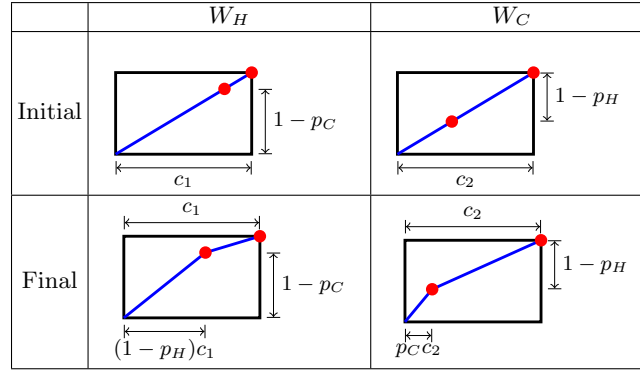 W_H W_C
Initial
1 − p_C
c_1
1 − p_H
c_2
Final
c_1
1 − p_C
(1 − p_H)c_1
c_2
1 − p_H
p_C c_2